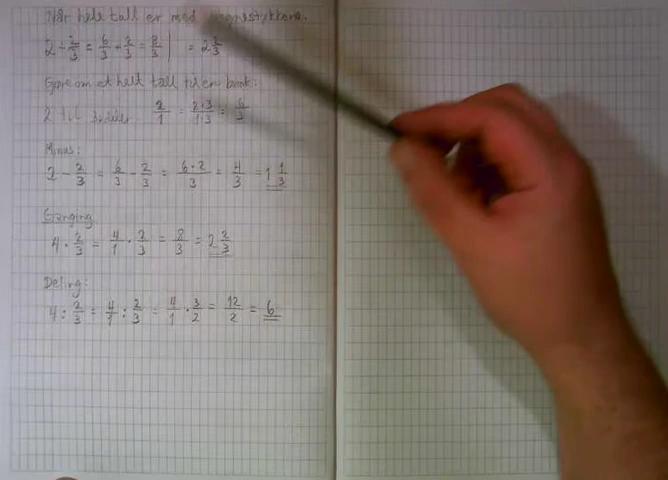 Når hele tall er med regnestykkene.
2 + 2/3 = 6/3 + 2/3 = 8/3 | = 2 2/3
Gjøre om et helt tall til en brøk:
2 til 2/1 = 2·3/1·3 = 6/3
Minus:
2 - 2/3 = 6/3 - 2/3 = 6-2/3 = 4/3 = 1 1/3
Ganging
4 · 2/3 = 4/1 · 2/3 = 8/3 = 2 2/3
Deling:
4 : 2/3 = 4/1 : 2/3 = 4/1 · 3/2 = 12/2 = 6